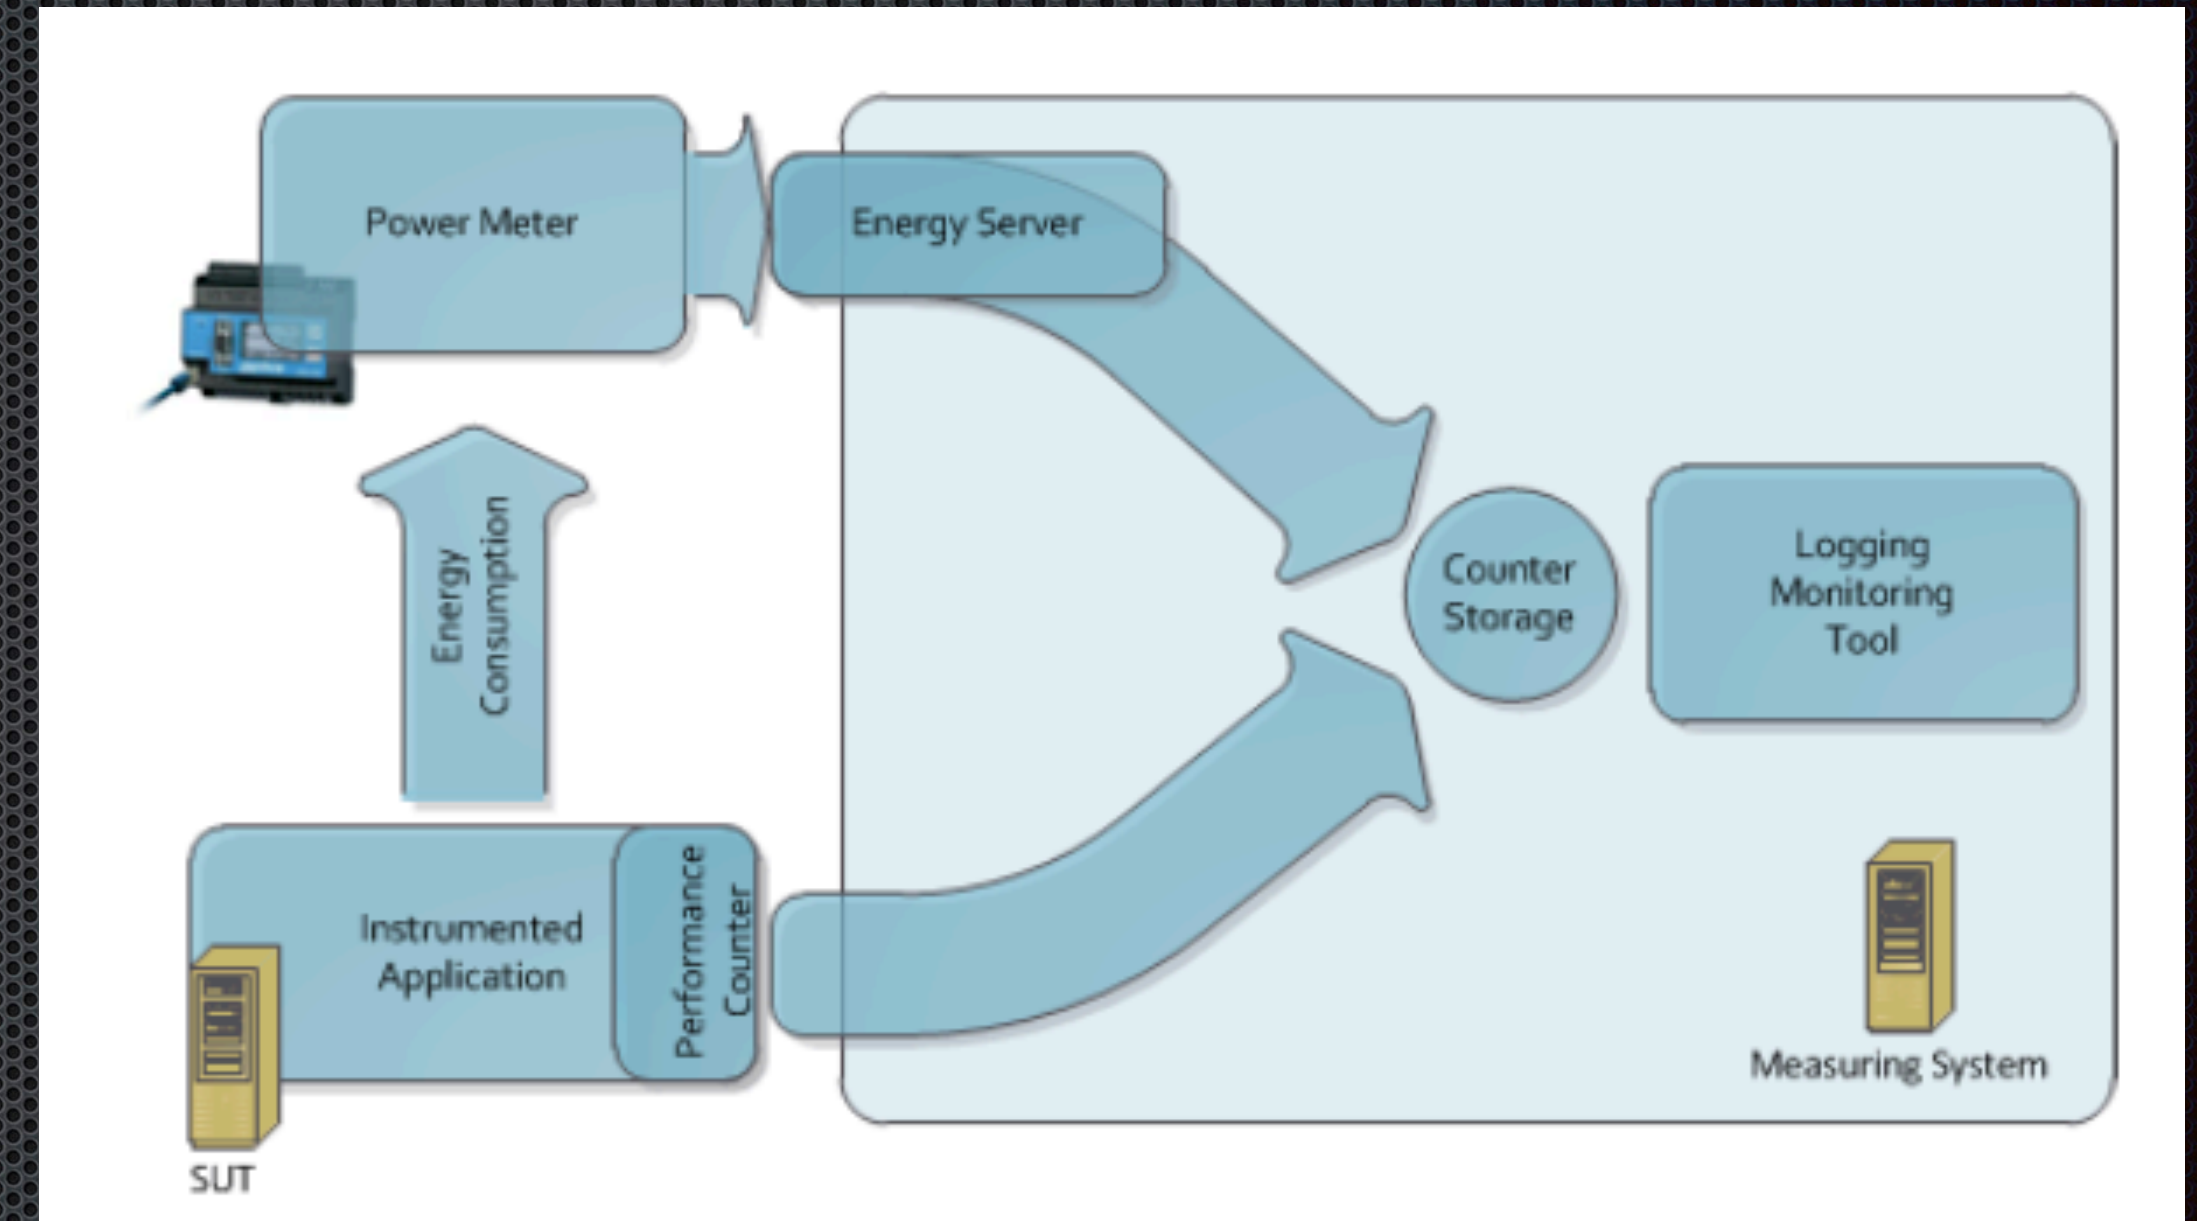 Power Meter
Energy Server
Energy
Consumption
Counter
Storage
Logging
Monitoring
Tool
Instrumented
Application
Performance
Counter
Measuring System
SUT